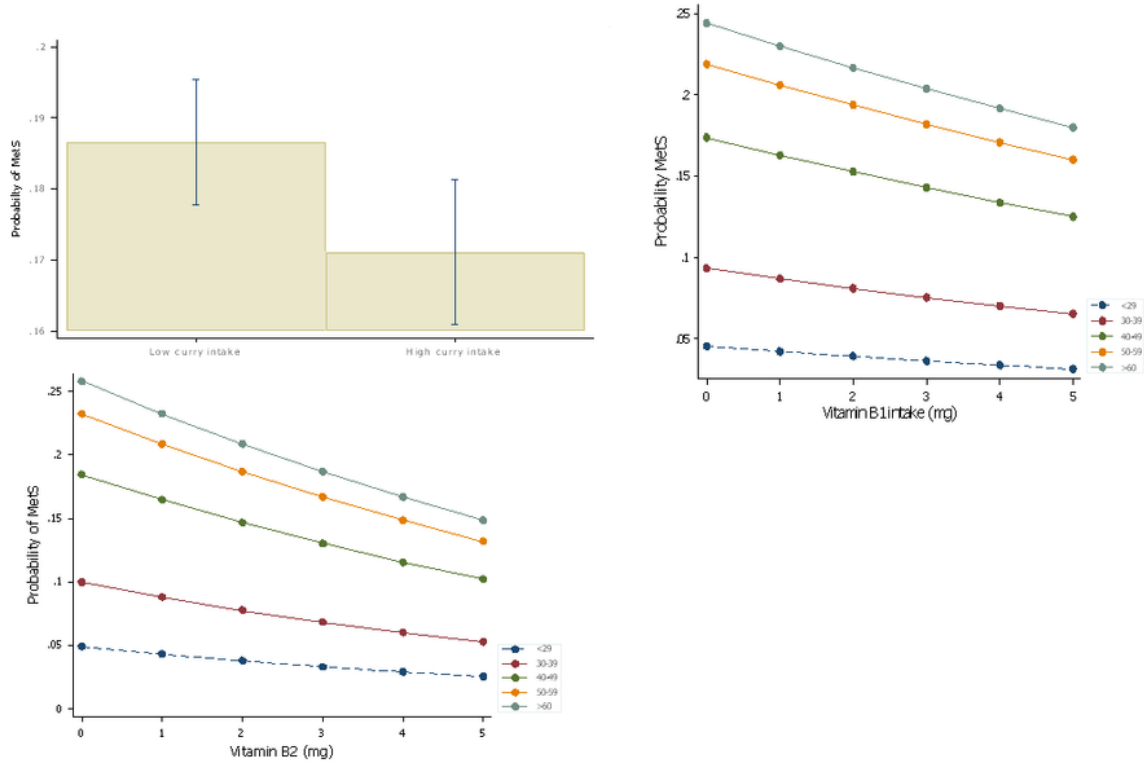 Probabilty of MetS
.2
.19
.18
.17
.16
Low curry intake
High curry intake
Probability MetS
.25
.2
.15
.1
.05
0 1 2 3 4 5
Vitamin B1intake (mg)
<29
30-39
40-49
50-59
>60
Probability of MetS
.25
.2
.15
.1
.05
0
0 1 2 3 4 5
Vitamin B2 (mg)
<29
30-39
40-49
50-59
>60